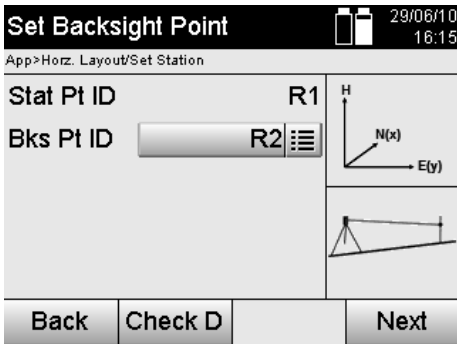 Set Backsight Point
29/06/10
16:15
App>Horz. Layout/Set Station
Stat Pt ID R1
Bks Pt ID R2
H
N(x)
E(y)
Back Check D Next